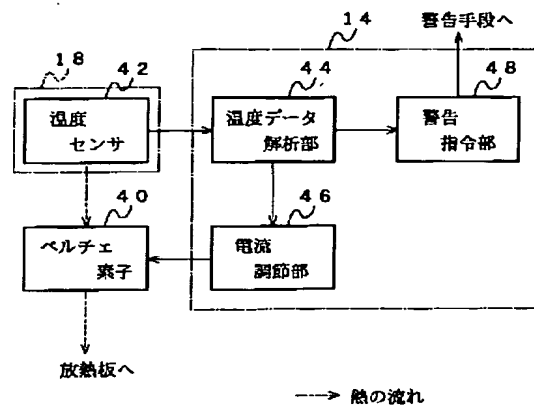 警告手段へ
14
18
42
44
48
温度
センサ
温度データ
解析部
警告
指令部
40
46
ペルチェ
素子
電流
調節部
放熱板へ
熱の流れ